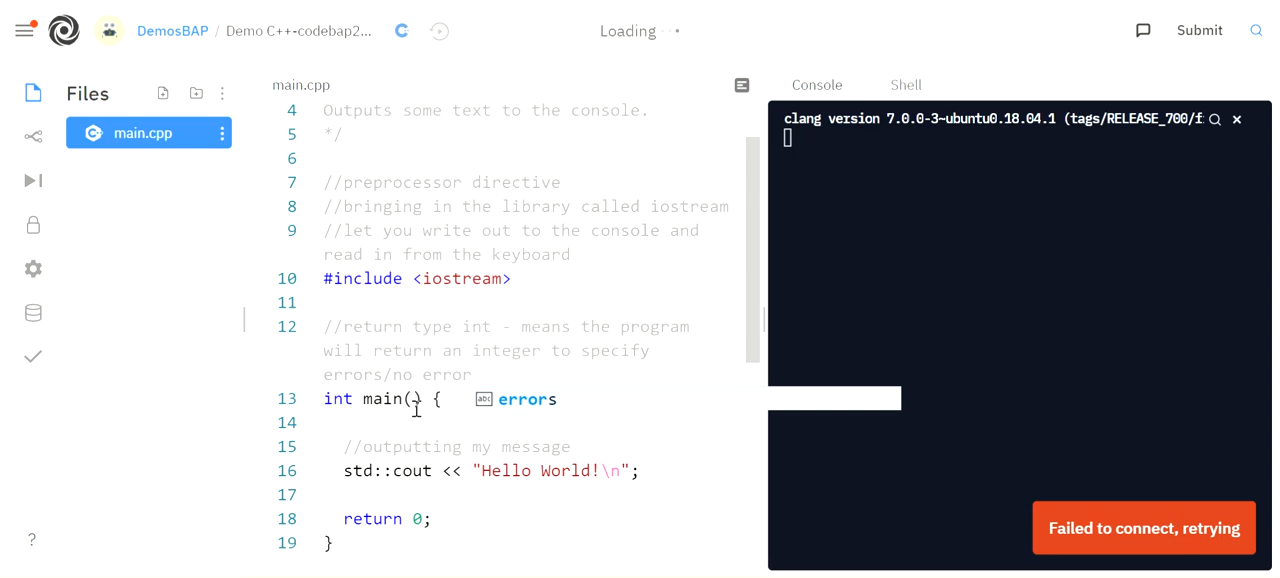 DemosBAP / Demo C++-codebap2...
Loading
Submit
Files
main.cpp
main.cpp
4 Outputs some text to the console.
5 */
6
7 //preprocessor directive
8 //bringing in the library called iostream
9 //let you write out to the console and
read in from the keyboard
10 #include <iostream>
11
12 //return type int - means the program
will return an integer to specify
errors/no error
13 int main() {
abc errors
14
15 //outputting my message
16 std::cout << "Hello World!\n";
17
18 return 0;
19 }
Console Shell
clang version 7.0.0-3~ubuntu0.18.04.1 (tags/RELEASE_700/f
Failed to connect, retrying
?